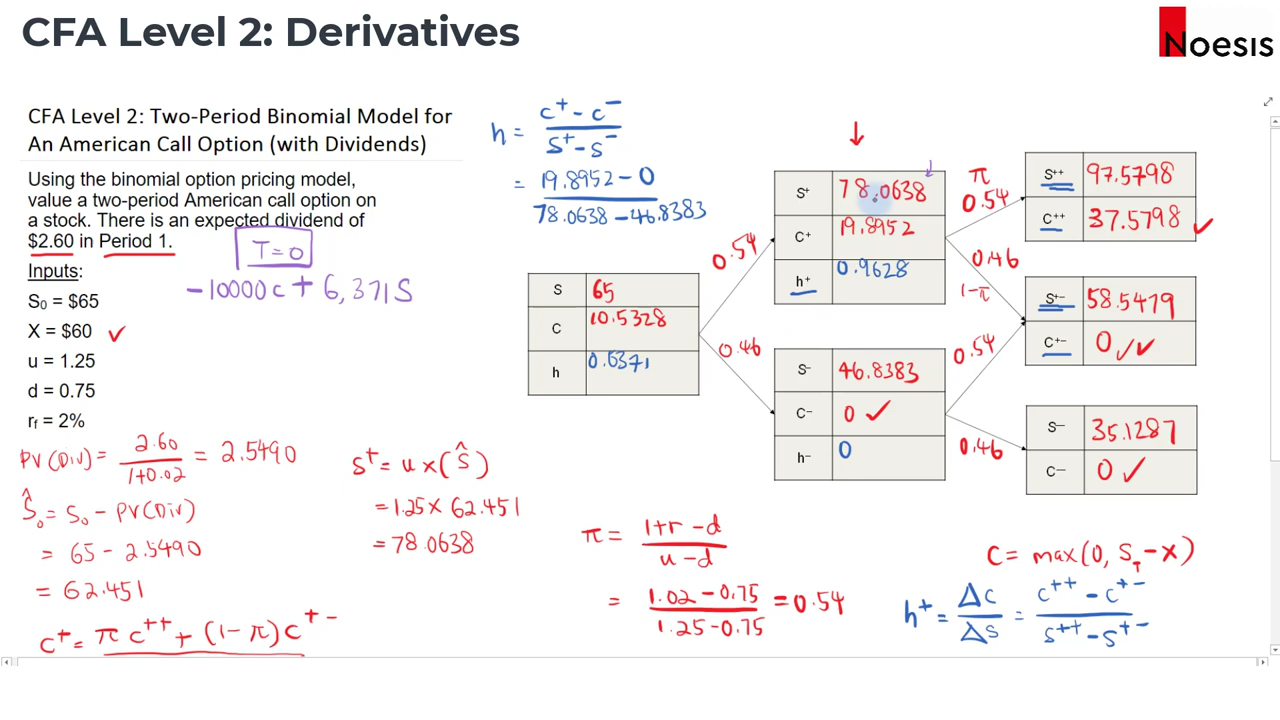 CFA Level 2: Derivatives
Noesis
CFA Level 2: Two-Period Binomial Model for
An American Call Option (with Dividends)
Using the binomial option pricing model,
value a two-period American call option on
a stock. There is an expected dividend of
$2.60 in Period 1.
T=0
Inputs:
-10000c + 6,371S
S₀ = $65
X = $60 ✓
u = 1.25
d = 0.75
rf = 2%
PV(Div) = 2.60 / 1+0.02 = 2.5490
Ŝ₀ = S₀ - PV(Div)
= 65 - 2.5490
= 62.451
c⁺ = π c⁺⁺ + (1-π) c⁺⁻
S⁺ = u × (Ŝ)
= 1.25 × 62.451
= 78.0638
h = c⁺ - c⁻ / S⁺ - S⁻
= 19.8952 - 0 / 78.0638 - 46.8383
S 65
C 10.5328
h 0.6371
0.54
0.46
S⁺ 78.0638
C⁺ 19.8952
h⁺ 0.9628
S⁻ 46.8383
C⁻ 0 ✓
h⁻ 0
π
0.54
0.46
1-π
0.54
0.46
S⁺⁺ 97.5798
C⁺⁺ 37.5798 ✓
S⁺⁻ 58.5479
C⁺⁻ 0 ✓✓
S⁻⁻ 35.1287
C⁻⁻ 0 ✓
π = 1+r-d / u-d
= 1.02-0.75 / 1.25-0.75 = 0.54
C = max(0, S_T - X)
h⁺ = Δc / Δs = c⁺⁺ - c⁺⁻ / S⁺⁺ - S⁺⁻